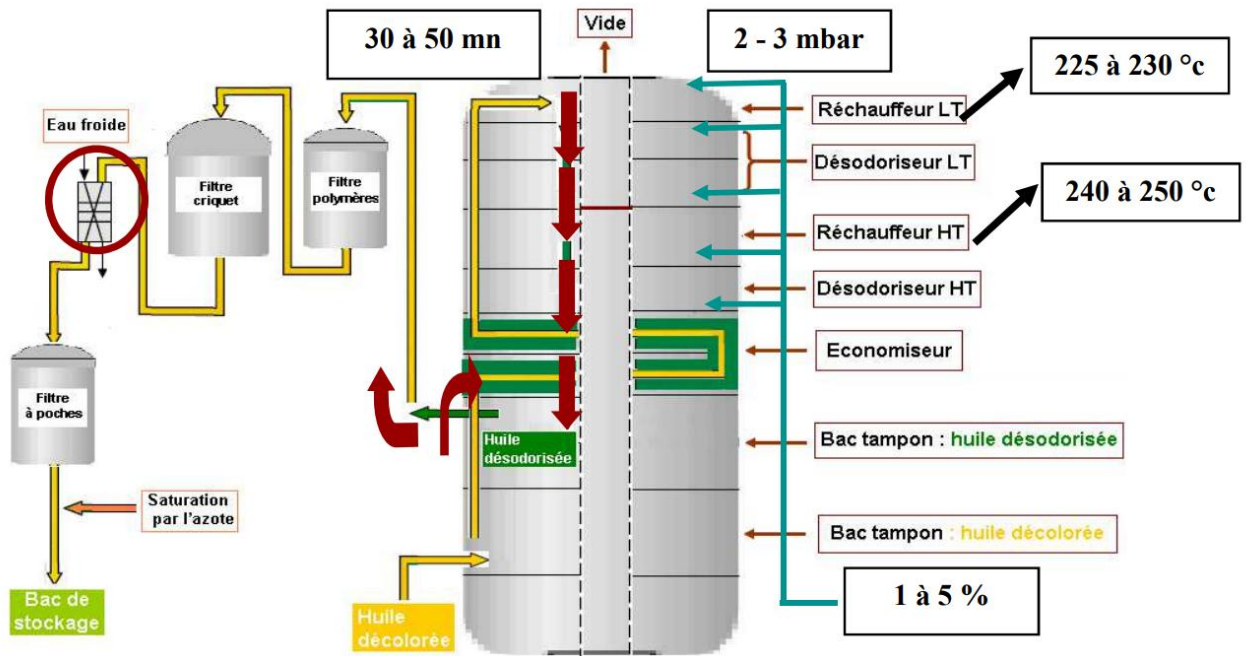 Vide
30 à 50 mn
2 - 3 mbar
225 à 230 °c
Réchauffeur LT
Eau froide
Désodoriseur LT
Filtre
criquet
Filtre
polymères
240 à 250 °c
Réchauffeur HT
Désodoriseur HT
Economiseur
Filtre
à poches
Huile
désodorisée
Bac tampon : huile désodorisée
Saturation
par l'azote
Bac tampon : huile décolorée
1 à 5 %
Bac de
stockage
Huile
décolorée